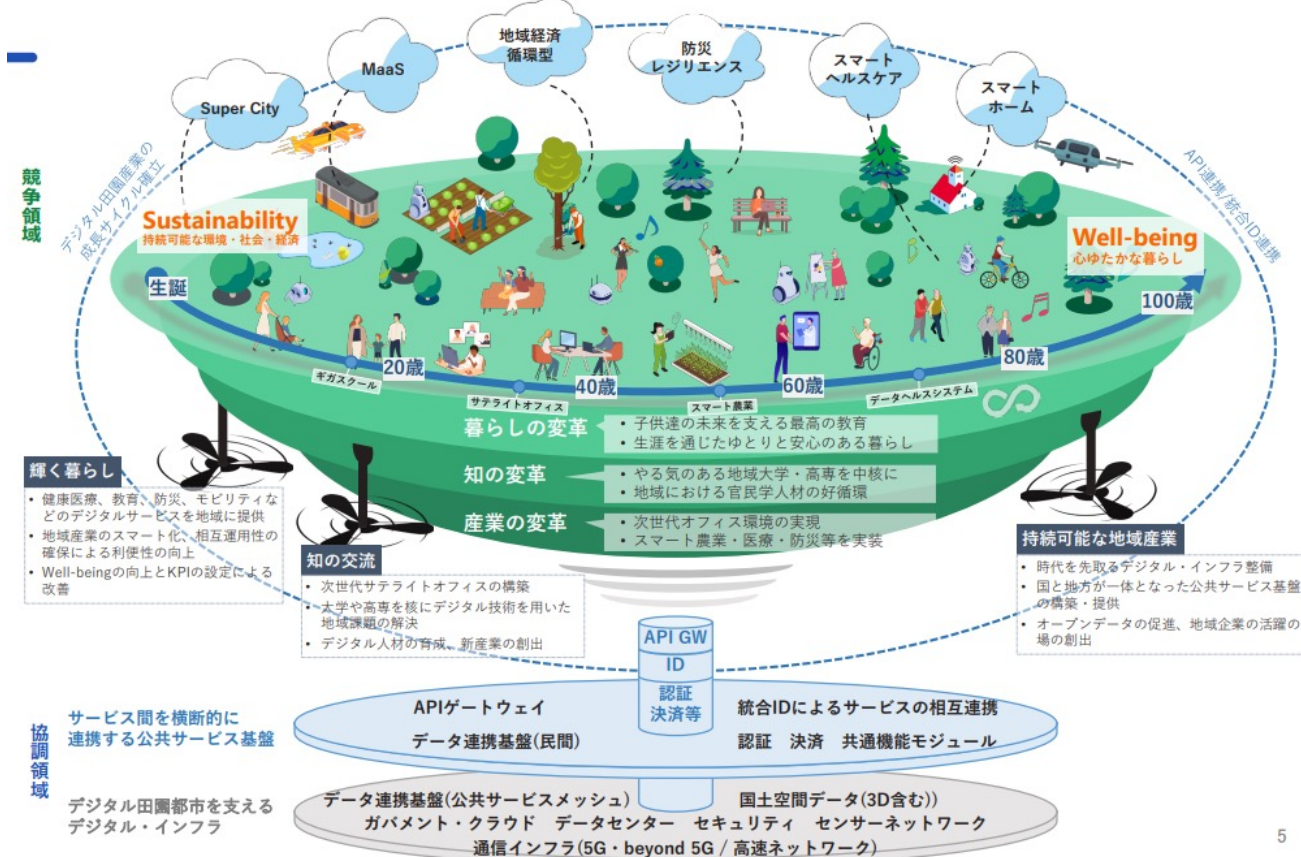 Super City
MaaS
地域経済
循環型
防災
レジリエンス
スマート
ヘルスケア
スマート
ホーム
競争領域
デジタル田園産業の
成長サイクル確立
API連携/統合ID連携
Sustainability
持続可能な環境・社会・経済
Well-being
心ゆたかな暮らし
生誕
20歳
40歳
60歳
80歳
100歳
ギガスクール
サテライトオフィス
スマート農業
データヘルスシステム
暮らしの変革
• 子供達の未来を支える最高の教育
• 生涯を通じたゆとりと安心のある暮らし
知の変革
• やる気のある地域大学・高専を中核に
• 地域における官民学人材の好循環
産業の変革
• 次世代オフィス環境の実現
• スマート農業・医療・防災等を実装
輝く暮らし
• 健康医療、教育、防災、モビリティな
どのデジタルサービスを地域に提供
• 地域産業のスマート化、相互運用性の
確保による利便性の向上
• Well-beingの向上とKPIの設定による
改善
知の交流
• 次世代サテライトオフィスの構築
• 大学や高専を核にデジタル技術を用いた
地域課題の解決
• デジタル人材の育成、新産業の創出
持続可能な地域産業
• 時代を先取るデジタル・インフラ整備
• 国と地方が一体となった公共サービス基盤
の構築・提供
• オープンデータの促進、地域企業の活躍の
場の創出
API GW
ID
認証
決済等
協調領域
サービス間を横断的に
連携する公共サービス基盤
APIゲートウェイ
統合IDによるサービスの相互連携
データ連携基盤(民間)
認証 決済 共通機能モジュール
デジタル田園都市を支える
デジタル・インフラ
データ連携基盤(公共サービスメッシュ)
国土空間データ(3D含む))
ガバメント・クラウド データセンター セキュリティ センサーネットワーク
通信インフラ(5G・beyond 5G / 高速ネットワーク)
5